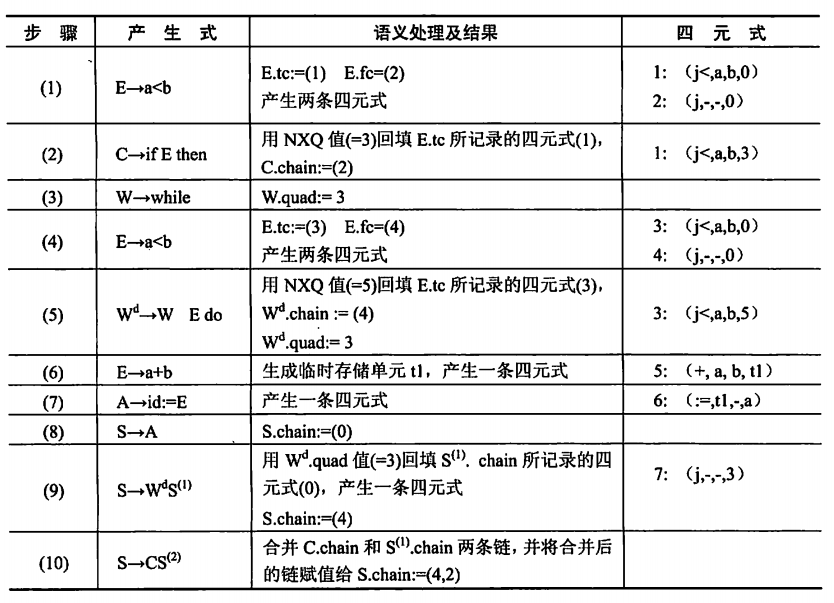 步 骤 产 生 式 语义处理及结果 四 元 式
(1) E→a<b E.tc:=(1) E.fc=(2) 1: (j<,a,b,0)
产生两条四元式 2: (j,-,-,0)
(2) C→if E then 用 NXQ 值(=3)回填 E.tc 所记录的四元式(1), 1: (j<,a,b,3)
C.chain:=(2)
(3) W→while W.quad:= 3
(4) E→a<b E.tc:=(3) E.fc=(4) 3: (j<,a,b,0)
产生两条四元式 4: (j,-,-,0)
(5) Wᵈ→W E do 用 NXQ 值(=5)回填 E.tc 所记录的四元式(3), 3: (j<,a,b,5)
Wᵈ.chain := (4)
Wᵈ.quad:= 3
(6) E→a+b 生成临时存储单元 t1，产生一条四元式 5: (+, a, b, t1)
(7) A→id:=E 产生一条四元式 6: (:=,t1,-,a)
(8) S→A S.chain:=(0)
(9) S→WᵈS⁽¹⁾ 用 Wᵈ.quad 值(=3)回填 S⁽¹⁾. chain 所记录的四 7: (j,-,-,3)
元式(0)，产生一条四元式
S.chain:=(4)
(10) S→CS⁽²⁾ 合并 C.chain 和 S⁽¹⁾.chain 两条链，并将合并后
的链赋值给 S.chain:=(4,2)